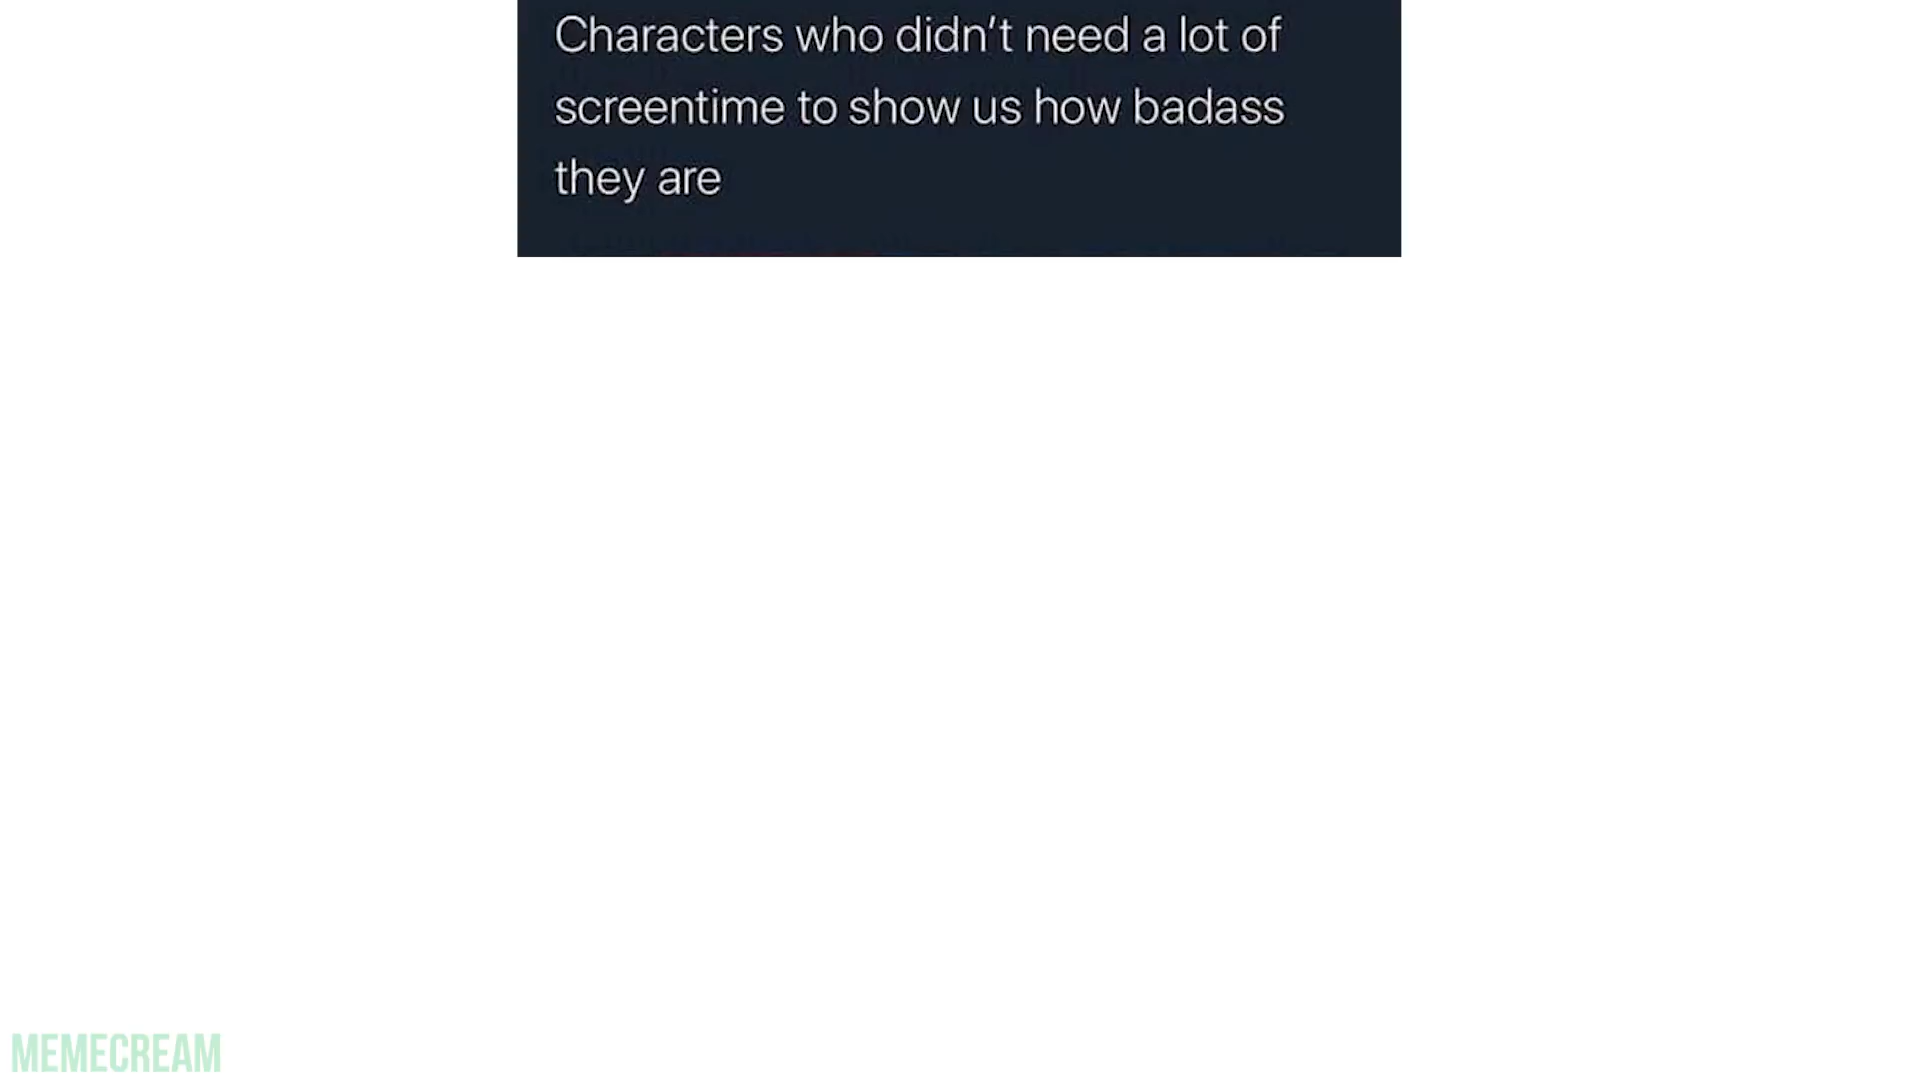 Characters who didn't need a lot of
screentime to show us how badass
they are
MEMECREAM